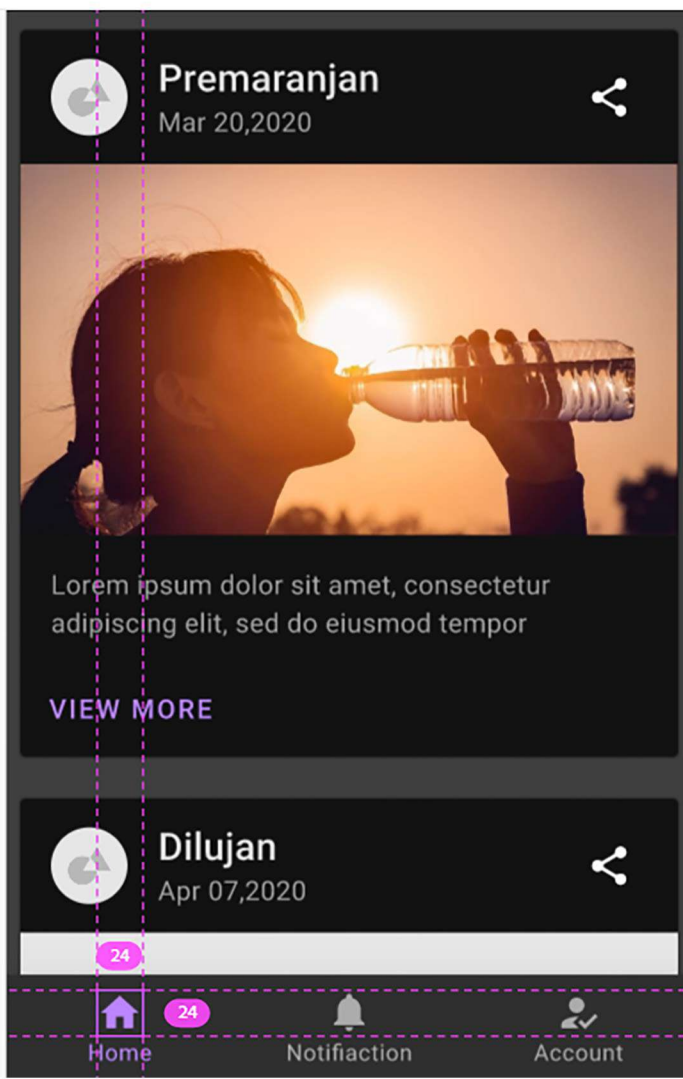 Premaranjan
Mar 20,2020
Lorem ipsum dolor sit amet, consectetur
adipiscing elit, sed do eiusmod tempor
VIEW MORE
Dilujan
Apr 07,2020
24
24
Home
Notifiaction
Account